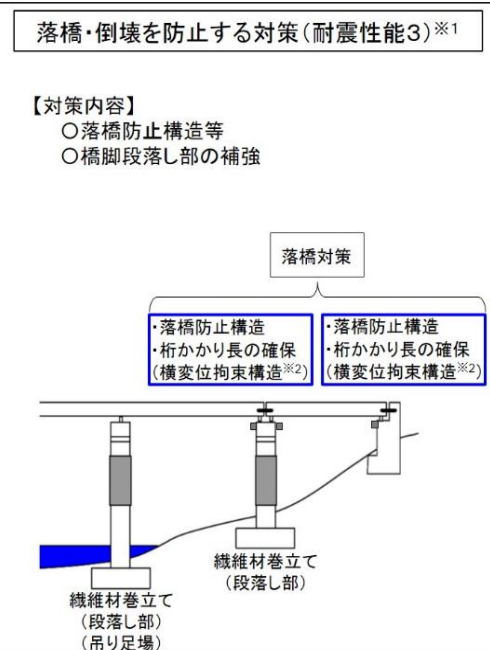 落橋・倒壊を防止する対策(耐震性能3)※1
【対策内容】
○落橋防止構造等
○橋脚段落し部の補強
落橋対策
・落橋防止構造
・桁かかり長の確保
(横変位拘束構造※2)
・落橋防止構造
・桁かかり長の確保
(横変位拘束構造※2)
繊維材巻立て
(段落し部)
繊維材巻立て
(段落し部)
(吊り足場)